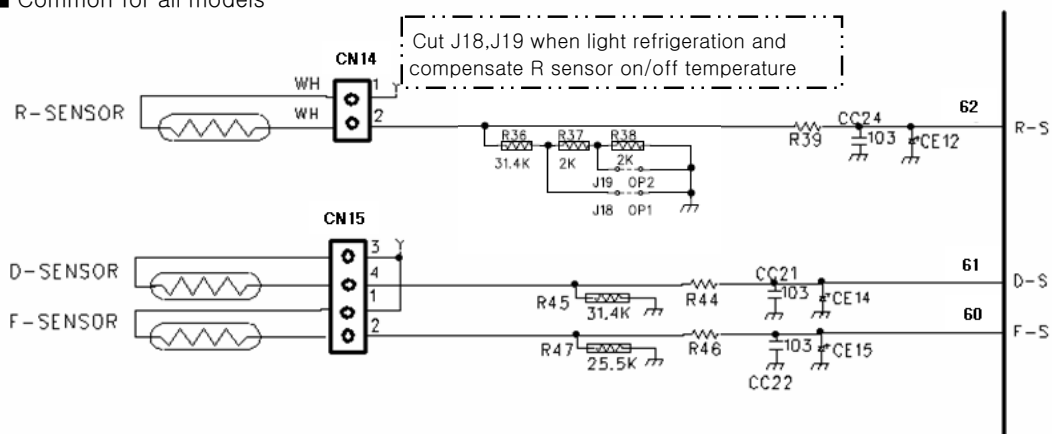 ■ Common for all models
Cut J18,J19 when light refrigeration and
compensate R sensor on/off temperature
CN14
WH
1
R-SENSOR
WH
2
R36
R37
R38
31.4K
2K
2K
J19 OP2
J18 OP1
R39
CC24
103
CE12
62
R-S
CN15
3
D-SENSOR
4
1
F-SENSOR
2
R45
31.4K
R44
CC21
103
CE14
61
D-S
R47
25.5K
R46
103
CC22
CE15
60
F-S